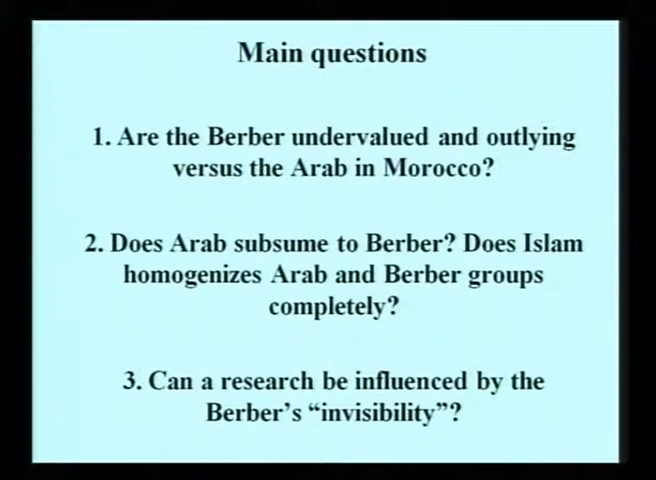 Main questions
1. Are the Berber undervalued and outlying
versus the Arab in Morocco?
2. Does Arab subsume to Berber? Does Islam
homogenizes Arab and Berber groups
completely?
3. Can a research be influenced by the
Berber's “invisibility”?